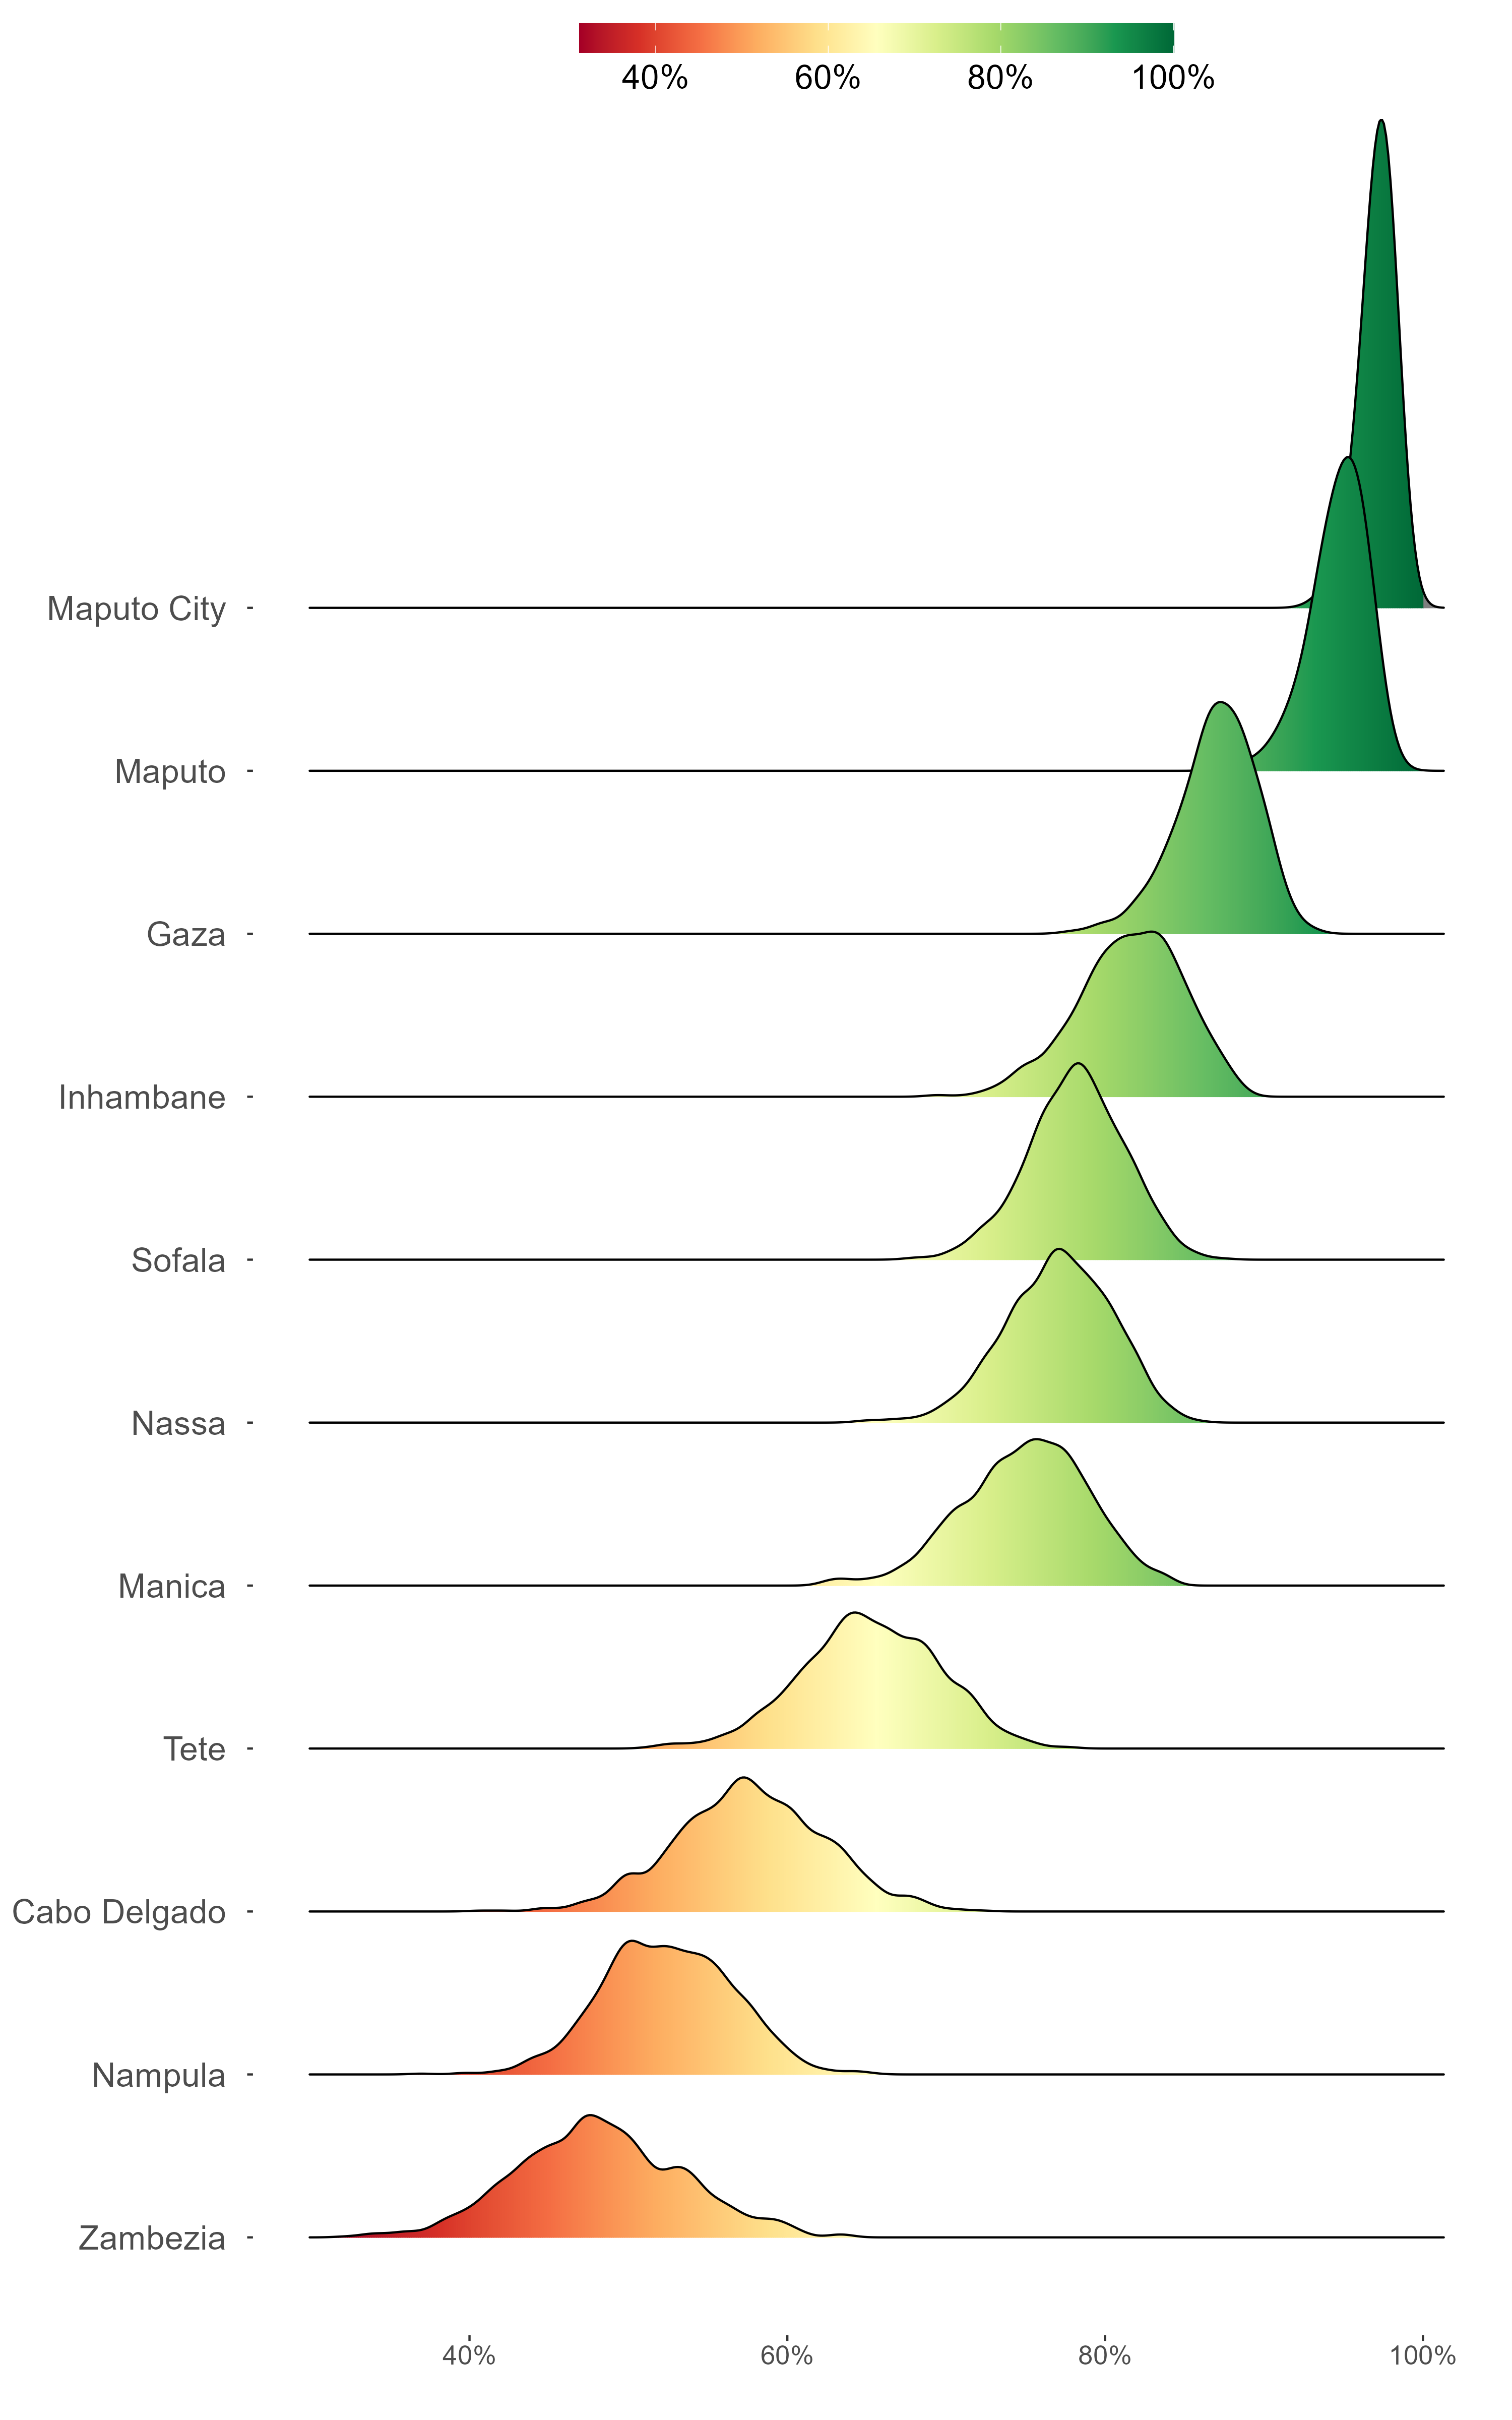 40% 60% 80% 100%
Maputo City
Maputo
Gaza
Inhambane
Sofala
Nassa
Manica
Tete
Cabo Delgado
Nampula
Zambezia
40% 60% 80% 100%